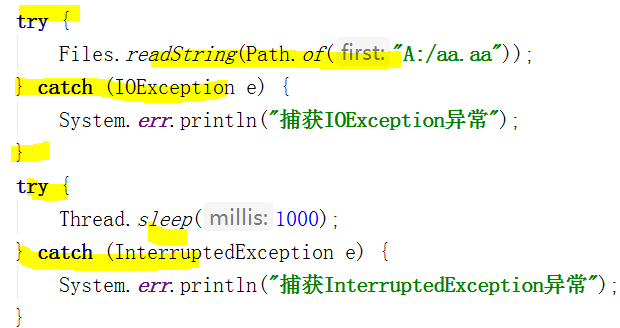 try {
Files.readString(Path.of( first: "A:/aa.aa"));
} catch (IOException e) {
System.err.println("捕获IOException异常");
}
try {
Thread.sleep( millis: 1000);
} catch (InterruptedException e) {
System.err.println("捕获InterruptedException异常");
}